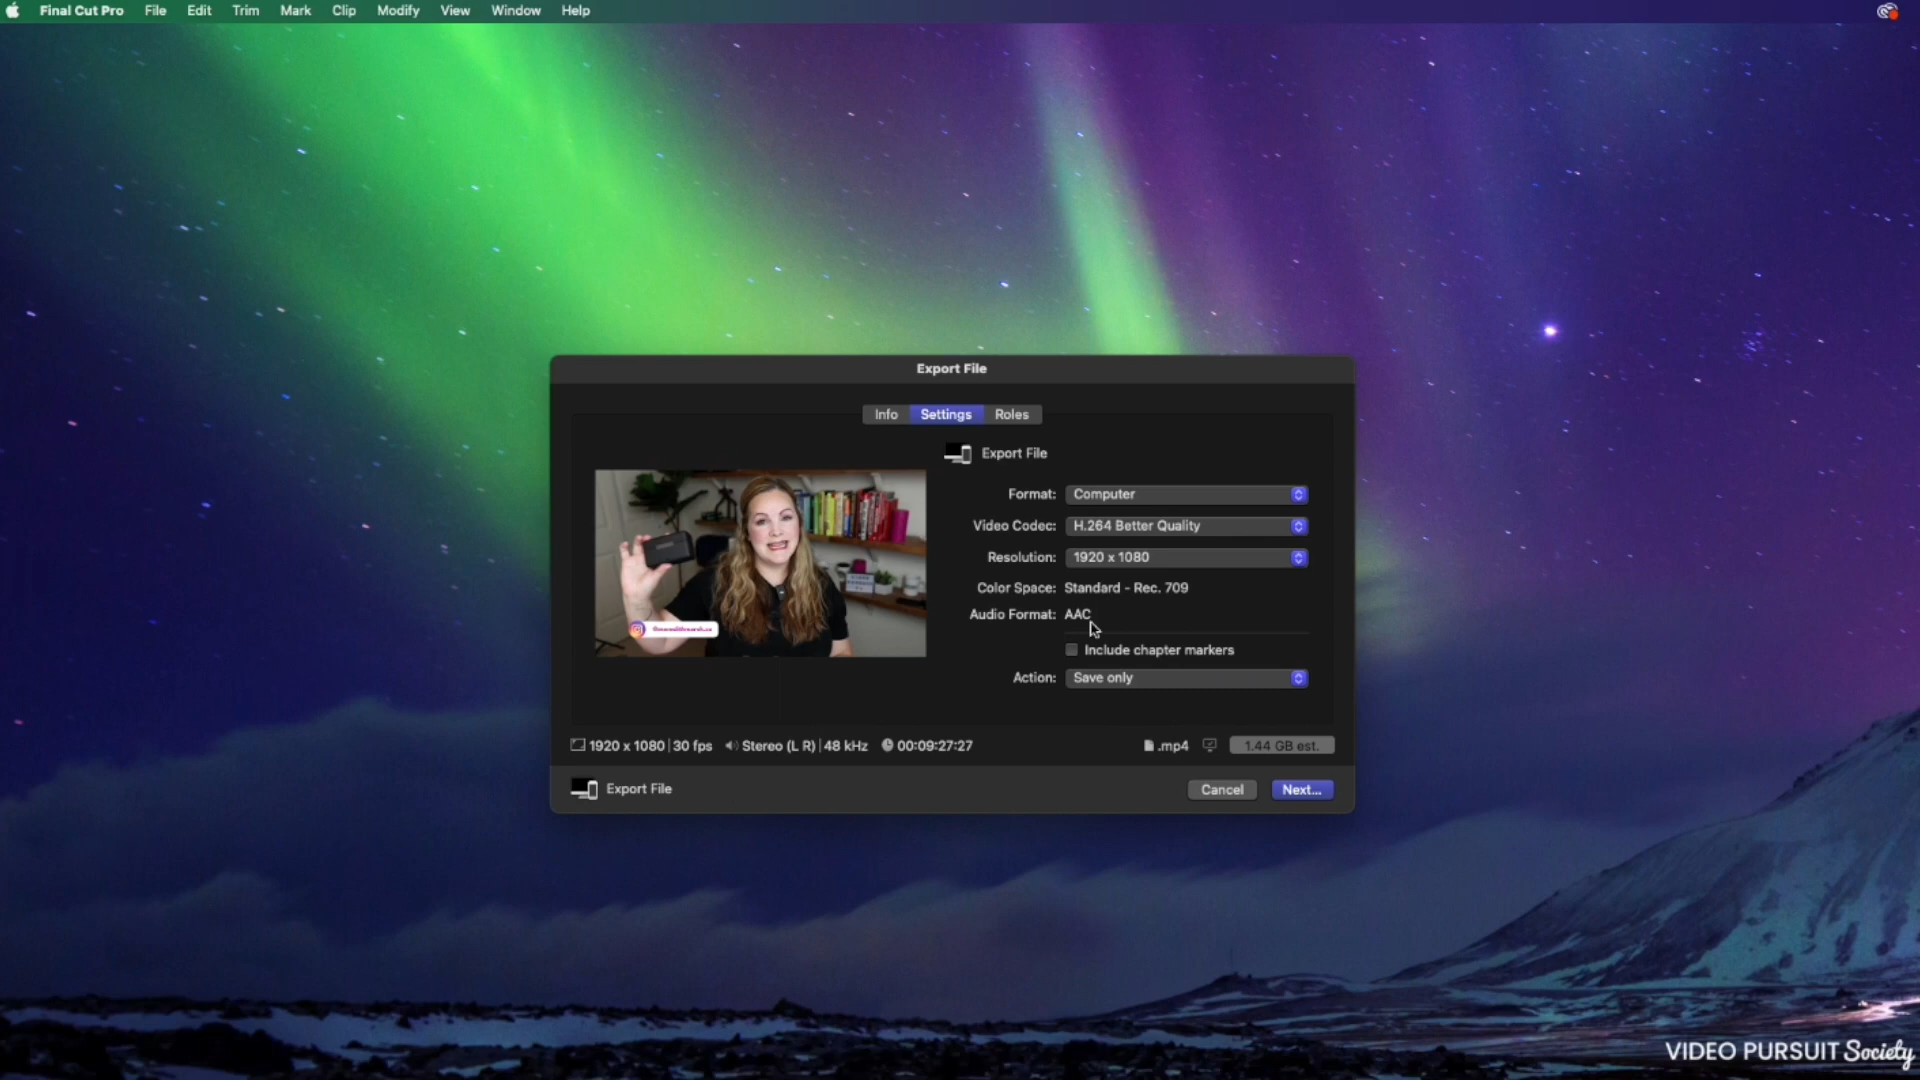 Final Cut Pro File Edit Trim Mark Clip Modify View Window Help
Export File
Info Settings Roles
Export File
Format: Computer
Video Codec: H.264 Better Quality
Resolution: 1920 x 1080
Color Space: Standard - Rec. 709
Audio Format: AAC
Include chapter markers
Action: Save only
1920 x 1080 | 30 fps Stereo (L R) | 48 kHz 00:09:27:27 .mp4 1.44 GB est.
Export File Cancel Next...
VIDEO PURSUIT Society